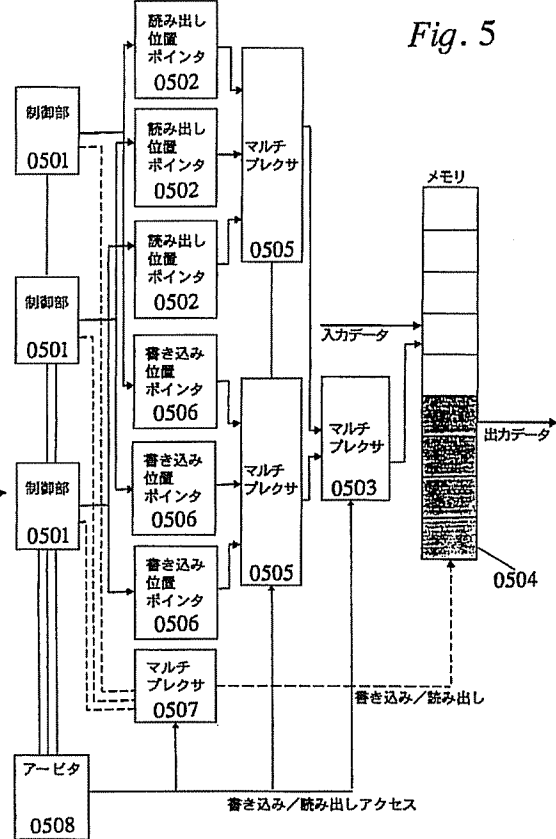 Fig. 5
読み出し
位置
ポインタ
0502
制御部
0501
読み出し
位置
ポインタ
0502
マルチ
プレクサ
0505
読み出し
位置
ポインタ
0502
メモリ
制御部
0501
入力データ
書き込み
位置
ポインタ
0506
マルチ
プレクサ
0503
出力データ
書き込み
位置
ポインタ
0506
マルチ
プレクサ
0505
制御部
0501
書き込み
位置
ポインタ
0506
0504
マルチ
プレクサ
0507
書き込み/読み出し
アービタ
0508
書き込み/読み出しアクセス